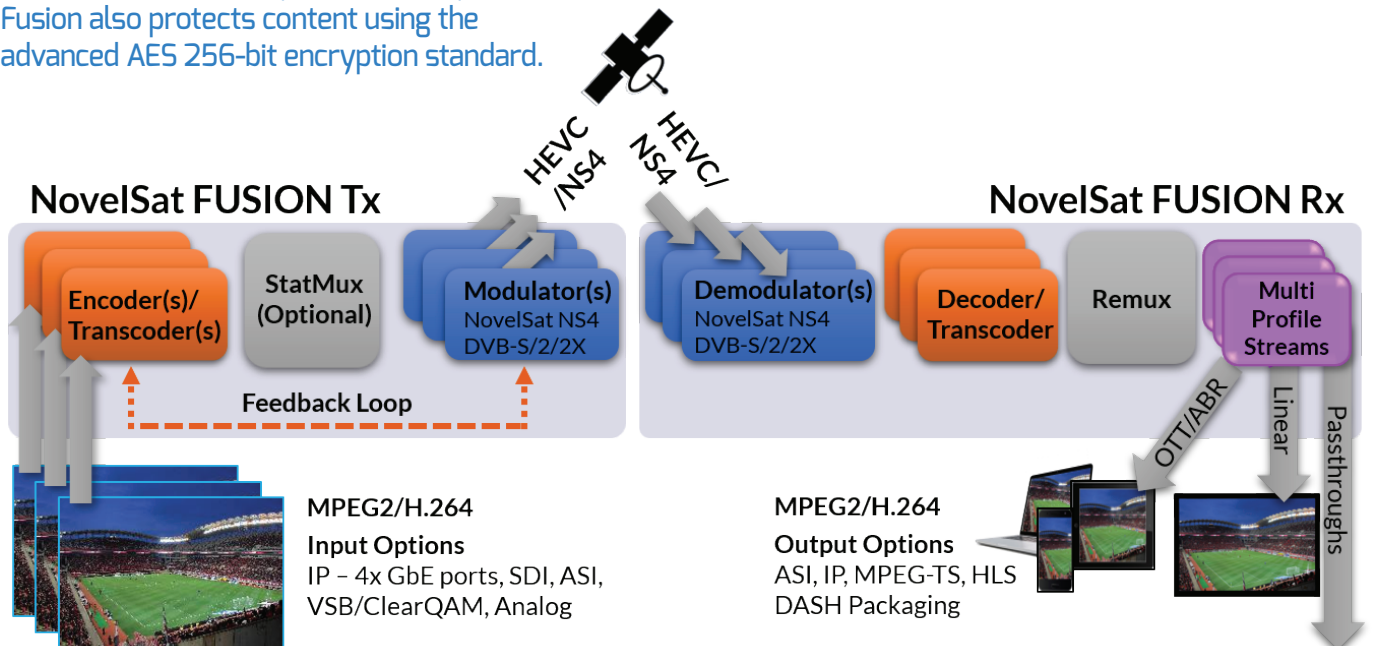 Fusion also protects content using the
advanced AES 256-bit encryption standard.
HEVC
/NS4
HEVC/
NS4
NovelSat FUSION Tx
NovelSat FUSION Rx
Encoder(s)/
Transcoder(s)
StatMux
(Optional)
Modulator(s)
NovelSat NS4
DVB-S/2/2X
Demodulator(s)
NovelSat NS4
DVB-S/2/2X
Decoder/
Transcoder
Remux
Multi
Profile
Streams
Feedback Loop
OTT/ABR
Linear
Passthroughs
MPEG2/H.264
Input Options
IP – 4x GbE ports, SDI, ASI,
VSB/ClearQAM, Analog
MPEG2/H.264
Output Options
ASI, IP, MPEG-TS, HLS
DASH Packaging